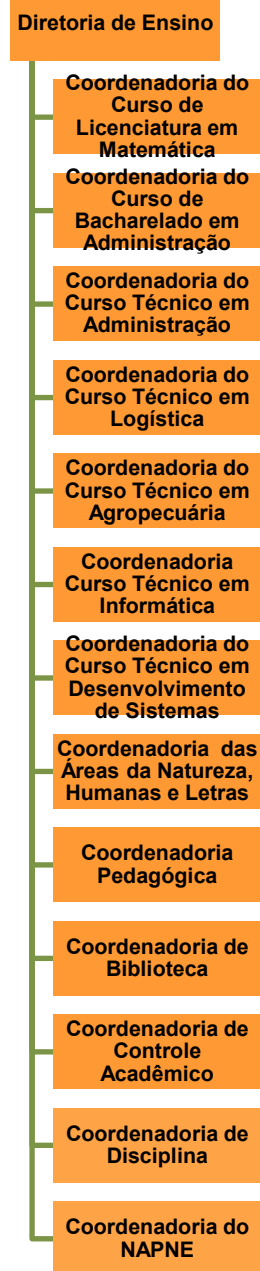 Diretoria de Ensino
Coordenadoria do
Curso de
Licenciatura em
Matemática
Coordenadoria do
Curso de
Bacharelado em
Administração
Coordenadoria do
Curso Técnico em
Administração
Coordenadoria do
Curso Técnico em
Logística
Coordenadoria do
Curso Técnico em
Agropecuária
Coordenadoria
Curso Técnico em
Informática
Coordenadoria do
Curso Técnico em
Desenvolvimento
de Sistemas
Coordenadoria das
Áreas da Natureza,
Humanas e Letras
Coordenadoria
Pedagógica
Coordenadoria de
Biblioteca
Coordenadoria de
Controle
Acadêmico
Coordenadoria de
Disciplina
Coordenadoria do
NAPNE